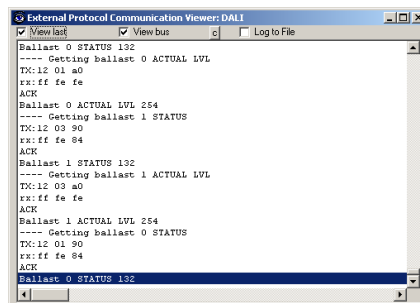 External Protocol Communication Viewer: DALI
View last View bus c Log to File
Ballast 0 STATUS 132
---- Getting ballast 0 ACTUAL LVL
TX:12 01 a0
rx:ff fe fe
ACK
Ballast 0 ACTUAL LVL 254
---- Getting ballast 1 STATUS
TX:12 03 90
rx:ff fe 84
ACK
Ballast 1 STATUS 132
---- Getting ballast 1 ACTUAL LVL
TX:12 03 a0
rx:ff fe fe
ACK
Ballast 1 ACTUAL LVL 254
---- Getting ballast 0 STATUS
TX:12 01 90
rx:ff fe 84
ACK
Ballast 0 STATUS 132